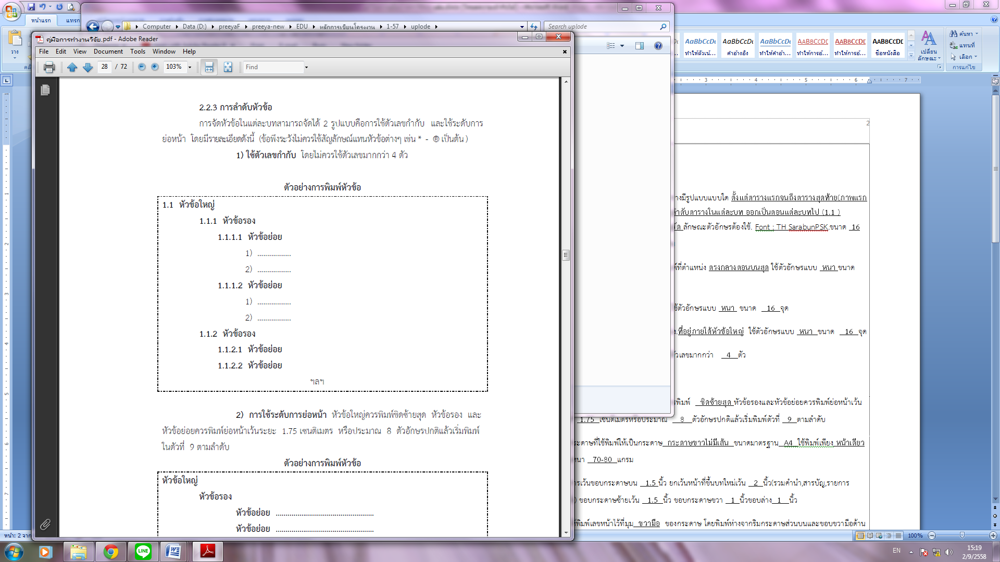 หน้าแรก
แทรก
วาง
Computer
Data (D:)
preeyaF
preeya-new
EDU
หลักการเขียนโครงงาน
1-57
uplode
Search uplode
คู่มือการทำงานวิจัย.pdf - Adobe Reader
File Edit View Document Tools Window Help
28 / 72
103%
Find
2.2.3 การลำดับหัวข้อ
การจัดหัวข้อในแต่ละบทสามารถจัดได้ 2 รูปแบบคือการใช้ตัวเลขกำกับ และใช้ระดับการ
ย่อหน้า โดยมีรายละเอียดดังนี้ (ข้อพึงระวังไม่ควรใช้สัญลักษณ์แทนหัวข้อต่างๆ เช่น * - ® เป็นต้น )
1) ใช้ตัวเลขกำกับ โดยไม่ควรใช้ตัวเลขมากกว่า 4 ตัว
ตัวอย่างการพิมพ์หัวข้อ
1.1 หัวข้อใหญ่
1.1.1 หัวข้อรอง
1.1.1.1 หัวข้อย่อย
1) .................
2) .................
1.1.1.2 หัวข้อย่อย
1) .................
2) .................
1.1.2 หัวข้อรอง
1.1.2.1 หัวข้อย่อย
1.1.2.2 หัวข้อย่อย
ฯลฯ
2) การใช้ระดับการย่อหน้า หัวข้อใหญ่ควรพิมพ์ชิดซ้ายสุด หัวข้อรอง และ
หัวข้อย่อยควรพิมพ์ย่อหน้าเว้นระยะ 1.75 เซนติเมตร หรือประมาณ 8 ตัวอักษรปกติแล้วเริ่มพิมพ์
ในตัวที่ 9 ตามลำดับ
ตัวอย่างการพิมพ์หัวข้อ
หัวข้อใหญ่
หัวข้อรอง
หัวข้อย่อย ..................................................
หัวข้อย่อย ..................................................
AaBbCcDc AaBbCcDc AaBbCcDc AaBbCcDD AaBbCcDD AaBbCcDD
ทำให้ตัวเน้... คำอ้างอิง ทำให้คำอ้า... ทำให้การอ้... ทำให้การอ้... ชื่อหนังสือ
เปลี่ยน
ลักษณะ
ค้นหา
แทนที่
เลือก
การแก้ไข
3 4 5 6 7
2
างมีรูปแบบแบบใด ตั้งแต่ตารางแรกจนถึงตารางสุดท้าย(ภาพแรก
ำดับตารางในแต่ละบท ออกเป็นตอนแต่ละบทไป (1.1 )
ลักษณะตัวอักษรต้องใช้. Font : TH SarabunPSK.ขนาด 16
พ์ที่ตำแหน่ง ตรงกลางตอนบนสุด ใช้ตัวอักษรแบบ หนา ขนาด
ช้ตัวอักษรแบบ หนา ขนาด 16 จุด
ง.ที่อยู่ภายใต้หัวข้อใหญ่ ใช้ตัวอักษรแบบ หนา ขนาด 16 จุด
ัวเลขมากกว่า 4 ตัว
รพิมพ์ ชิดซ้ายสุด หัวข้อรองและหัวข้อย่อยควรพิมพ์ย่อหน้าเว้น
1.75 เซนติเมตรหรือประมาณ 8 ตัวอักษรปกติแล้วเริ่มพิมพ์ตัวที่ 9 ตามลำดับ
ระดาษที่ใช้พิมพ์ให้เป็นกระดาษ กระดาษขาวไม่มีเส้น ขนาดมาตรฐาน A4 ใช้พิมพ์เพียง หน้าเดียว
หนา 70-80 แกรม
ารเว้นขอบกระดาษบน 1.5 นิ้ว ยกเว้นหน้าที่ขึ้นบทใหม่เว้น 2 นิ้ว(รวมคำนำ,สารบัญ,รายการ
) ขอบกระดาษซ้ายเว้น 1.5 นิ้ว ขอบกระดาษขวา 1 นิ้วขอบล่าง 1 นิ้ว
ห้พิมพ์เลขหน้าไว้ที่มุม ขวามือ ของกระดาษ โดยพิมพ์ห่างจากริมกระดาษส่วนบนและขอบขวามือด้าน
หน้า: 2 จาก
100%
LINE
EN
15:19
2/9/2558